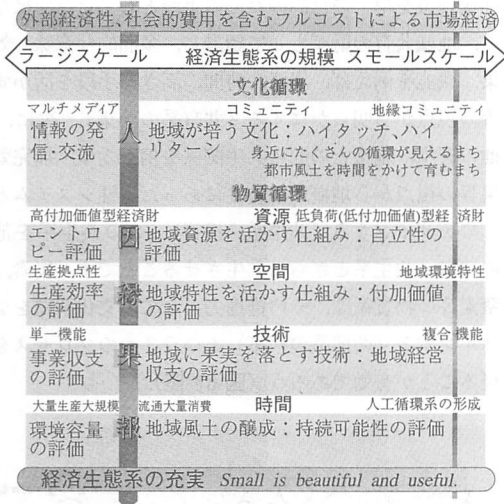 外部経済性、社会的費用を含むフルコストによる市場経済
ラージスケール 経済生態系の規模 スモールスケール
文化循環
マルチメディア コミュニティ 地縁コミュニティ
情報の発 人 地域が培う文化：ハイタッチ、ハイ
信・交流 リターン 身近にたくさんの循環が見えるまち
都市風土を時間をかけて育むまち
物質循環
高付加価値型経済財 資源 低負荷(低付加価値)型経済財
エントロ 因 地域資源を活かす仕組み：自立性の
ピー評価 評価
生産拠点性 空間 地域環境特性
生産効率 縁 地域特性を活かす仕組み：付加価値
の評価 の評価
単一機能 技術 複合機能
事業収支 果 地域に果実を落とす技術：地域経営
の評価 収支の評価
大量生産大規模 流通大量消費 時間 人工循環系の形成
環境容量 報 地域風土の醸成：持続可能性の評価
の評価
経済生態系の充実 Small is beautiful and useful.